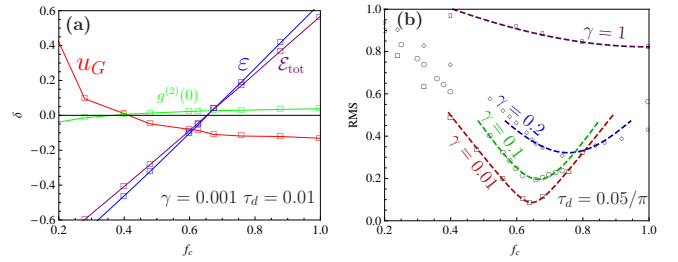 (a)
0.6
0.4
0.2
0.0
-0.2
-0.4
-0.6
δ
u_G
g^{(2)}(0)
ε
ℰ_tot
γ = 0.001 τ_d = 0.01
0.2 0.4 0.6 0.8 1.0
f_c
(b)
1.0
0.8
0.6
0.4
0.2
0.0
RMS
γ = 1
γ = 0.2
γ = 0.1
γ = 0.01
τ_d = 0.05/π
0.2 0.4 0.6 0.8 1.0
f_c